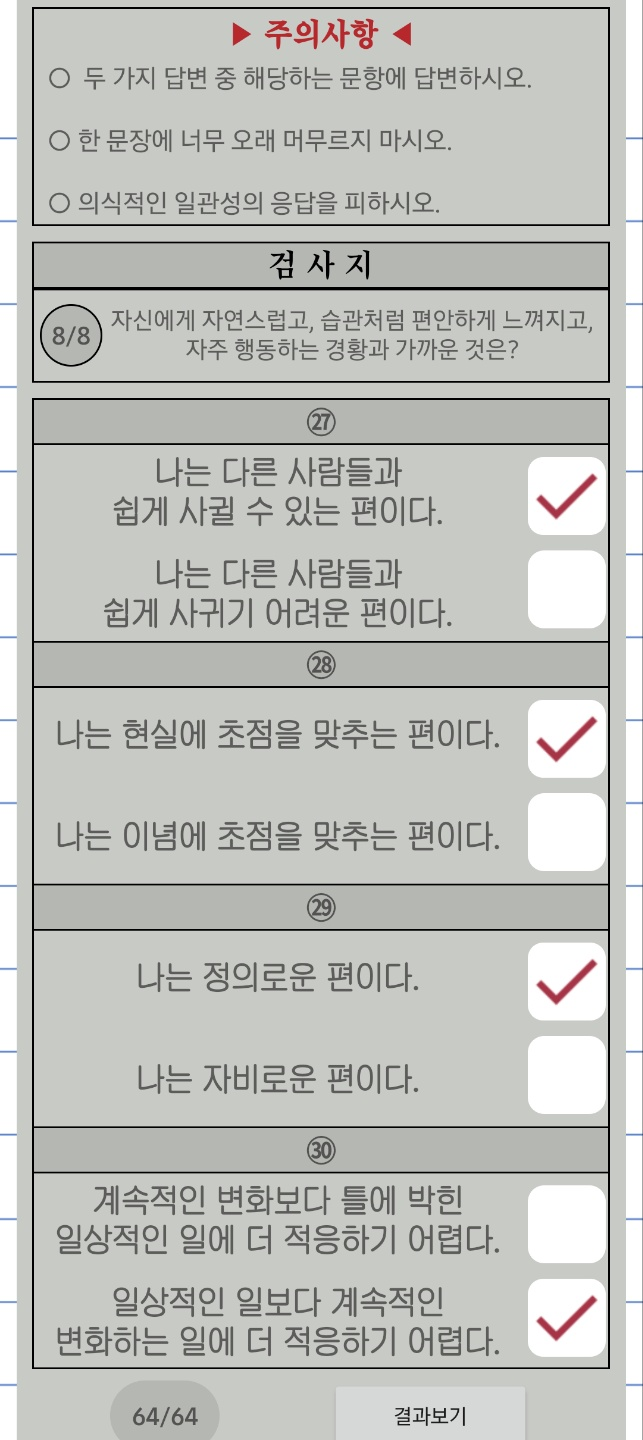 ▶ 주의사항 ◀
○ 두 가지 답변 중 해당하는 문항에 답변하시오.
○ 한 문장에 너무 오래 머무르지 마시오.
○ 의식적인 일관성의 응답을 피하시오.
검 사 지
8/8
자신에게 자연스럽고, 습관처럼 편안하게 느껴지고,
자주 행동하는 경황과 가까운 것은?
㉗
나는 다른 사람들과
쉽게 사귈 수 있는 편이다.
나는 다른 사람들과
쉽게 사귀기 어려운 편이다.
㉘
나는 현실에 초점을 맞추는 편이다.
나는 이념에 초점을 맞추는 편이다.
㉙
나는 정의로운 편이다.
나는 자비로운 편이다.
㉚
계속적인 변화보다 틀에 박힌
일상적인 일에 더 적응하기 어렵다.
일상적인 일보다 계속적인
변화하는 일에 더 적응하기 어렵다.
64/64
결과보기